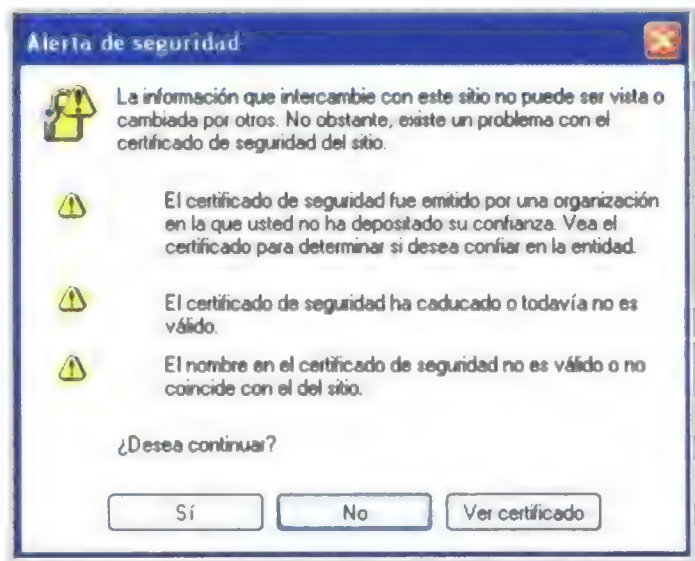 Alerta de seguridad
La información que intercambie con este sitio no puede ser vista o
cambiada por otros. No obstante, existe un problema con el
certificado de seguridad del sitio.
El certificado de seguridad fue emitido por una organización
en la que usted no ha depositado su confianza. Vea el
certificado para determinar si desea confiar en la entidad.
El certificado de seguridad ha caducado o todavía no es
válido.
El nombre en el certificado de seguridad no es válido o no
coincide con el del sitio.
¿Desea continuar?
Sí
No
Ver certificado